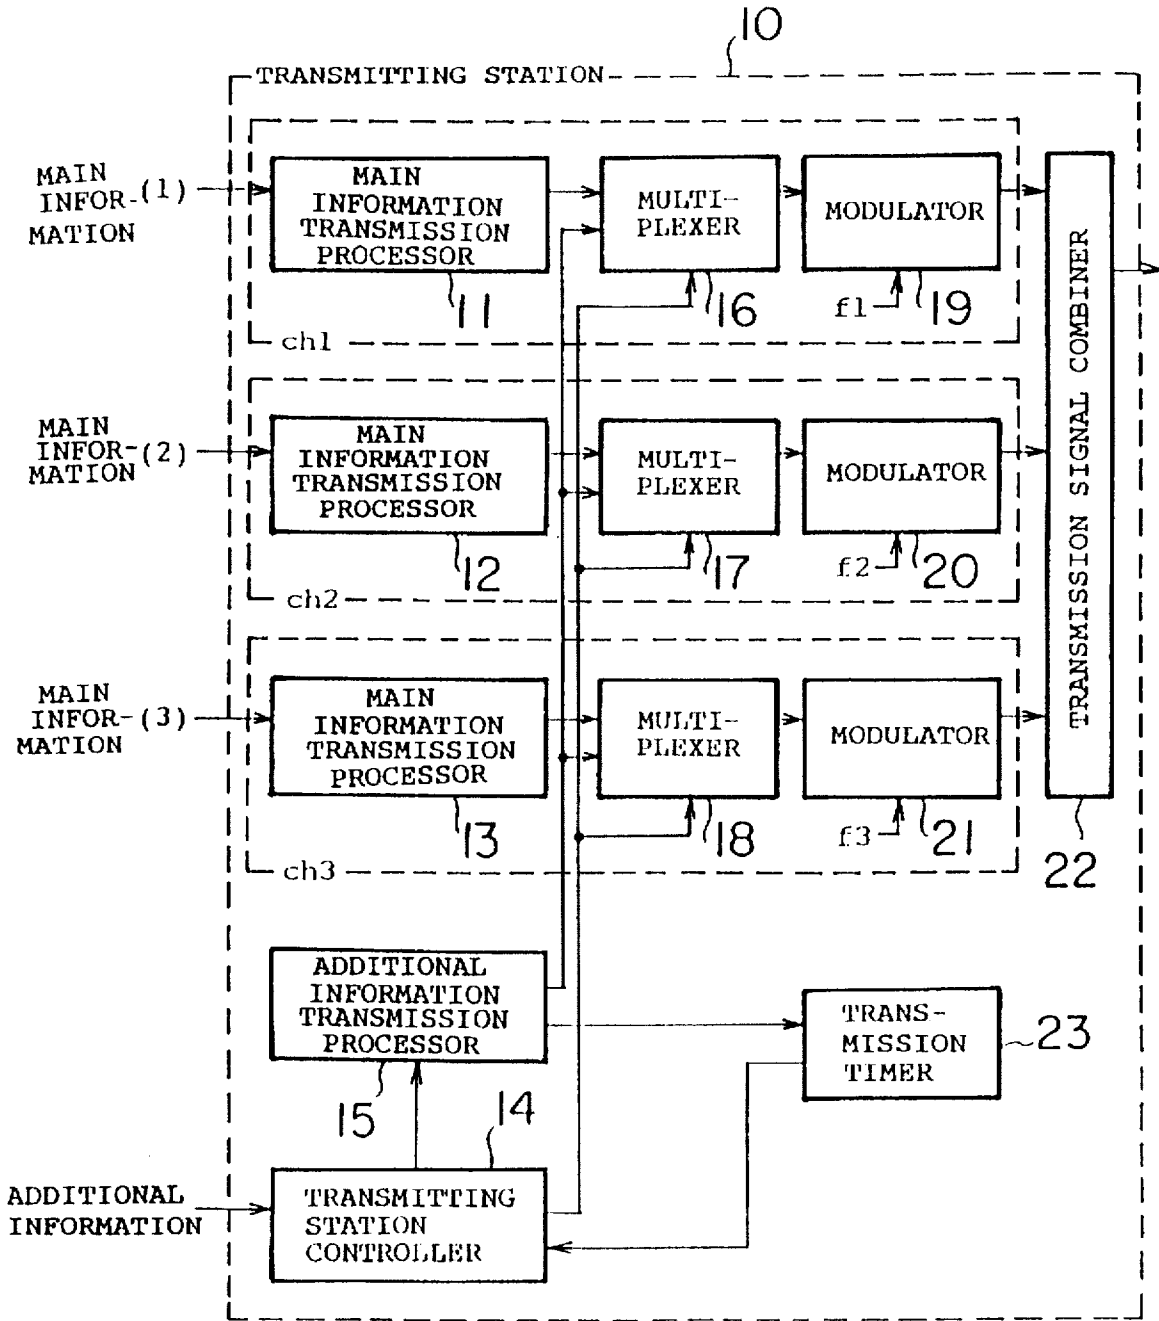 10
TRANSMITTING STATION
MAIN
INFOR-(1)
MATION
MAIN
INFORMATION
TRANSMISSION
PROCESSOR
11
MULTI-
PLEXER
16
MODULATOR
f1
19
ch1
MAIN
INFOR-(2)
MATION
MAIN
INFORMATION
TRANSMISSION
PROCESSOR
12
MULTI-
PLEXER
17
MODULATOR
f2
20
ch2
MAIN
INFOR-(3)
MATION
MAIN
INFORMATION
TRANSMISSION
PROCESSOR
13
MULTI-
PLEXER
18
MODULATOR
f3
21
ch3
TRANSMISSION SIGNAL COMBINER
22
ADDITIONAL
INFORMATION
TRANSMISSION
PROCESSOR
15
TRANS-
MISSION
TIMER
23
14
ADDITIONAL
INFORMATION
TRANSMITTING
STATION
CONTROLLER